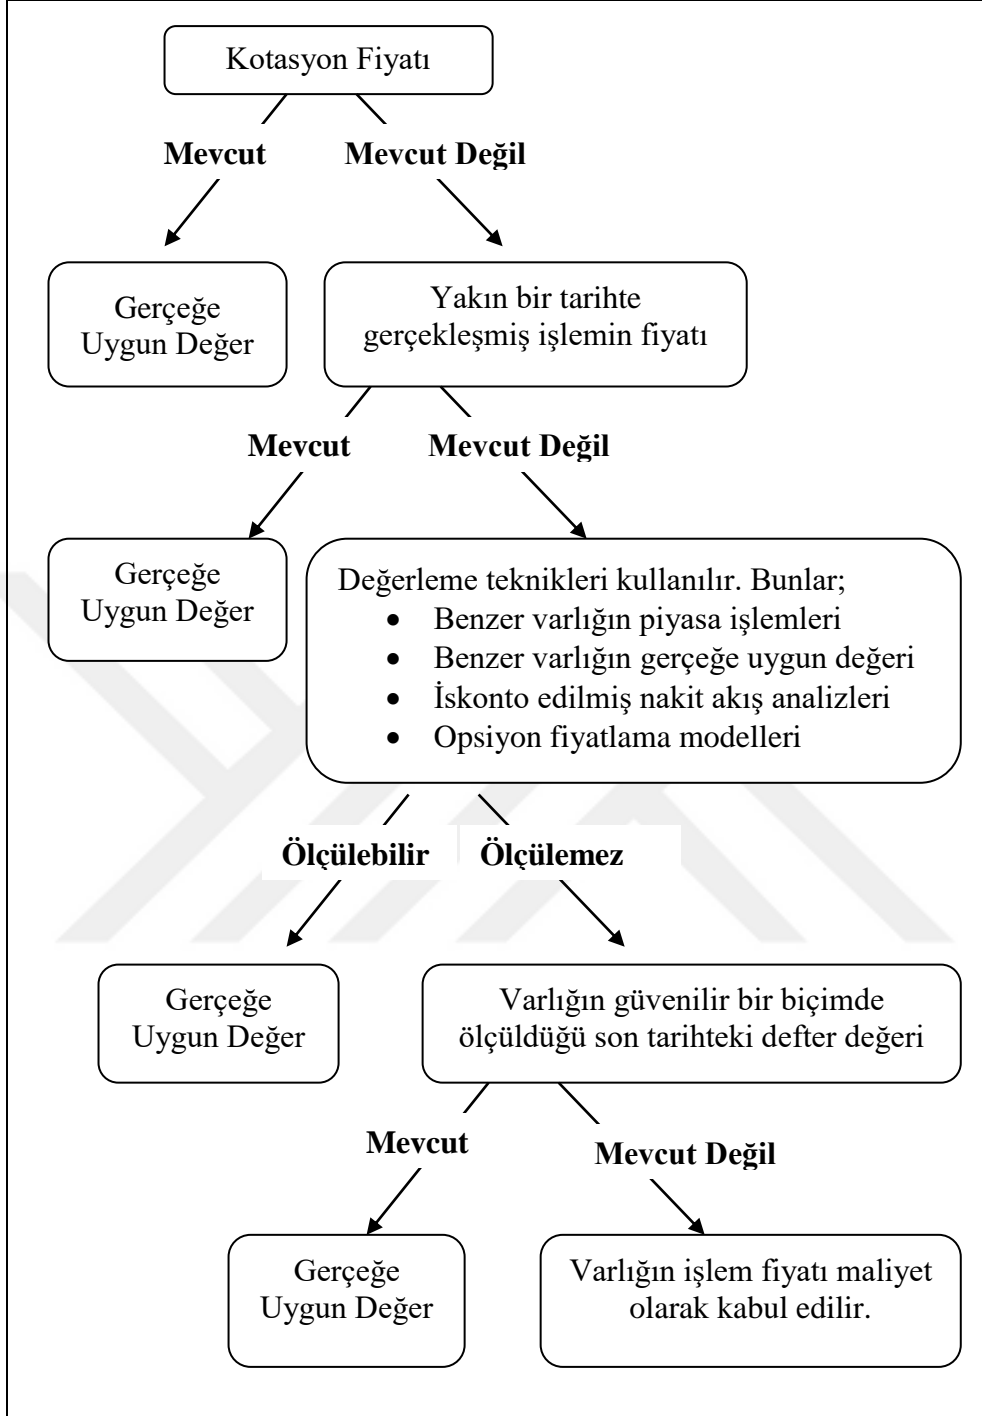 Kotasyon Fiyatı
Mevcut
Mevcut Değil
Gerçeğe
Uygun Değer
Yakın bir tarihte
gerçekleşmiş işlemin fiyatı
Mevcut
Mevcut Değil
Gerçeğe
Uygun Değer
Değerleme teknikleri kullanılır. Bunlar;
• Benzer varlığın piyasa işlemleri
• Benzer varlığın gerçeğe uygun değeri
• İskonto edilmiş nakit akış analizleri
• Opsiyon fiyatlama modelleri
Ölçülebilir
Ölçülemez
Gerçeğe
Uygun Değer
Varlığın güvenilir bir biçimde
ölçüldüğü son tarihteki defter değeri
Mevcut
Mevcut Değil
Gerçeğe
Uygun Değer
Varlığın işlem fiyatı maliyet
olarak kabul edilir.